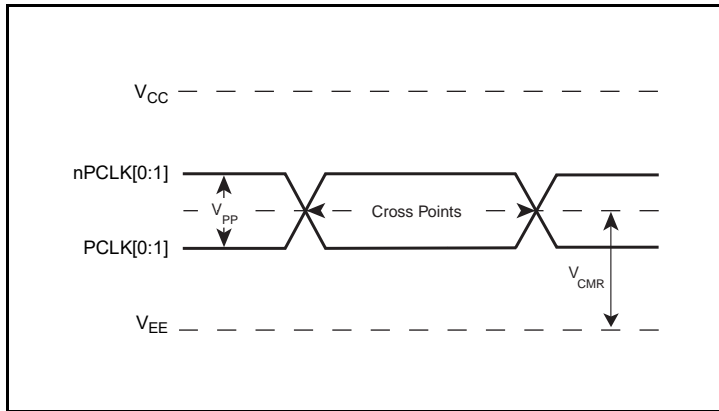 VCC
nPCLK[0:1]
VPP
Cross Points
PCLK[0:1]
VCMR
VEE